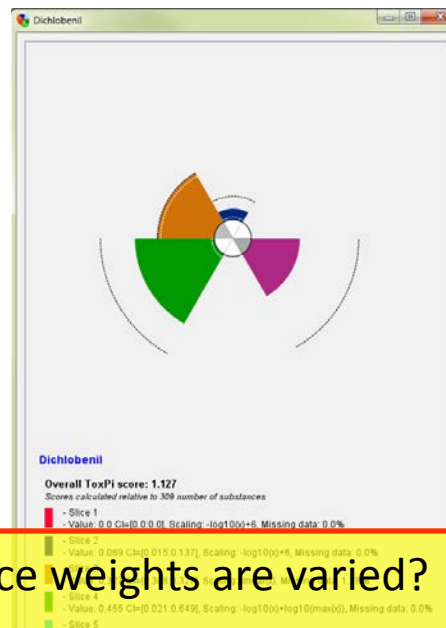 Dichlobenil
Dichlobenil
Overall ToxPi score: 1.127
Scores calculated relative to 309 number of substances
- Slice 1
- Value: 0.0 CI=[0.0:0.0], Scaling: -log10(x)+6, Missing data: 0.0%
- Slice 2
- Value: 0.069 CI=[0.015:0.137], Scaling: -log10(x)+6, Missing data: 0.0%
ce weights are varied?
- Slice 4
- Value: 0.455 CI=[0.021:0.649], Scaling: -log10(x)+log10(max(x)), Missing data: 0.0%
- Slice 5